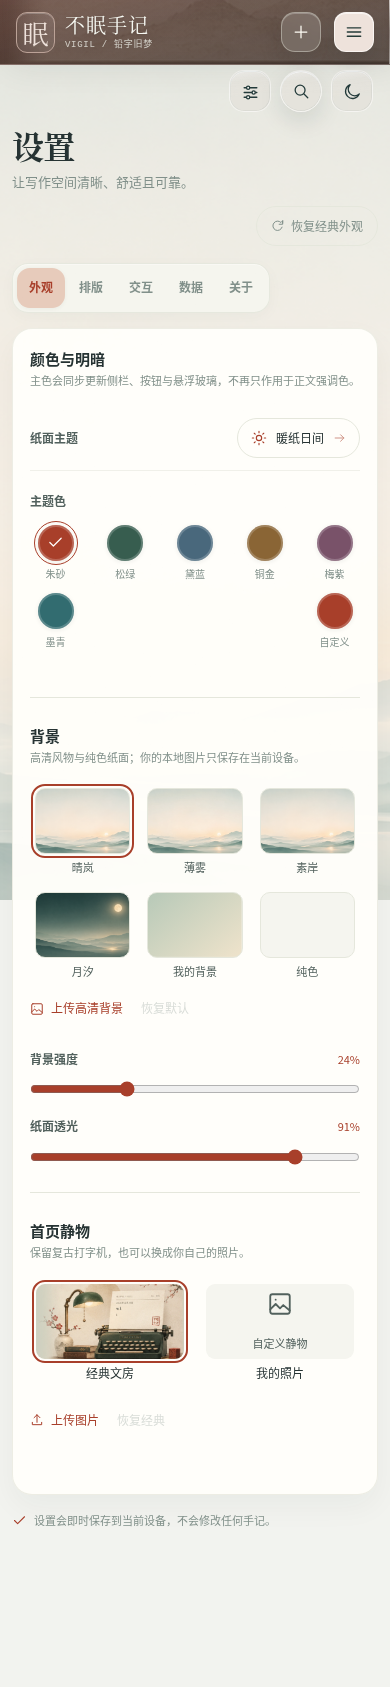 眠
不眠手记
VIGIL / 铅字旧梦
设置
让写作空间清晰、舒适且可靠。
恢复经典外观
外观 排版 交互 数据 关于
颜色与明暗
主色会同步更新侧栏、按钮与悬浮玻璃，不再只作用于正文强调色。
纸面主题 暖纸日间
主题色
朱砂 松绿 黛蓝 铜金 梅紫
墨青 自定义
背景
高清风物与纯色纸面；你的本地图片只保存在当前设备。
晴岚 薄雾 素岸
月汐 我的背景 纯色
上传高清背景 恢复默认
背景强度 24%
纸面透光 91%
首页静物
保留复古打字机，也可以换成你自己的照片。
自定义静物
经典文房 我的照片
上传图片 恢复经典
设置会即时保存到当前设备，不会修改任何手记。